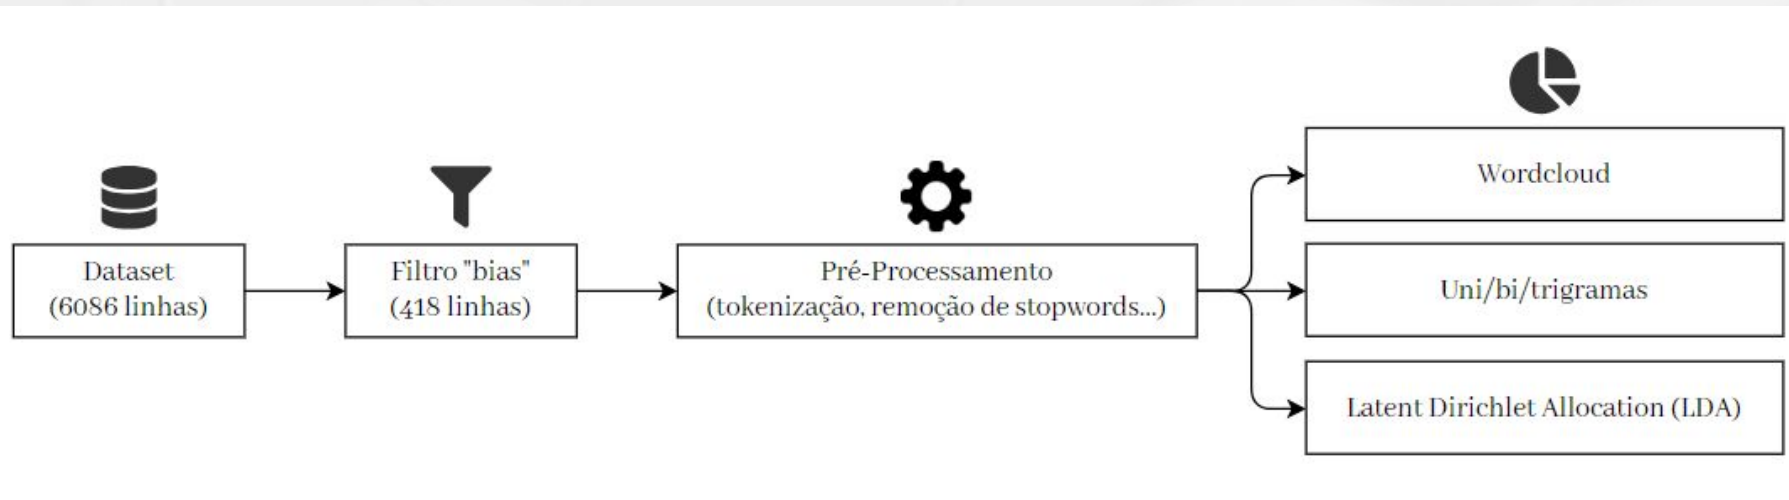 Dataset
(6086 linhas)
Filtro "bias"
(418 linhas)
Pré-Processamento
(tokenização, remoção de stopwords...)
Wordcloud
Uni/bi/trigramas
Latent Dirichlet Allocation (LDA)